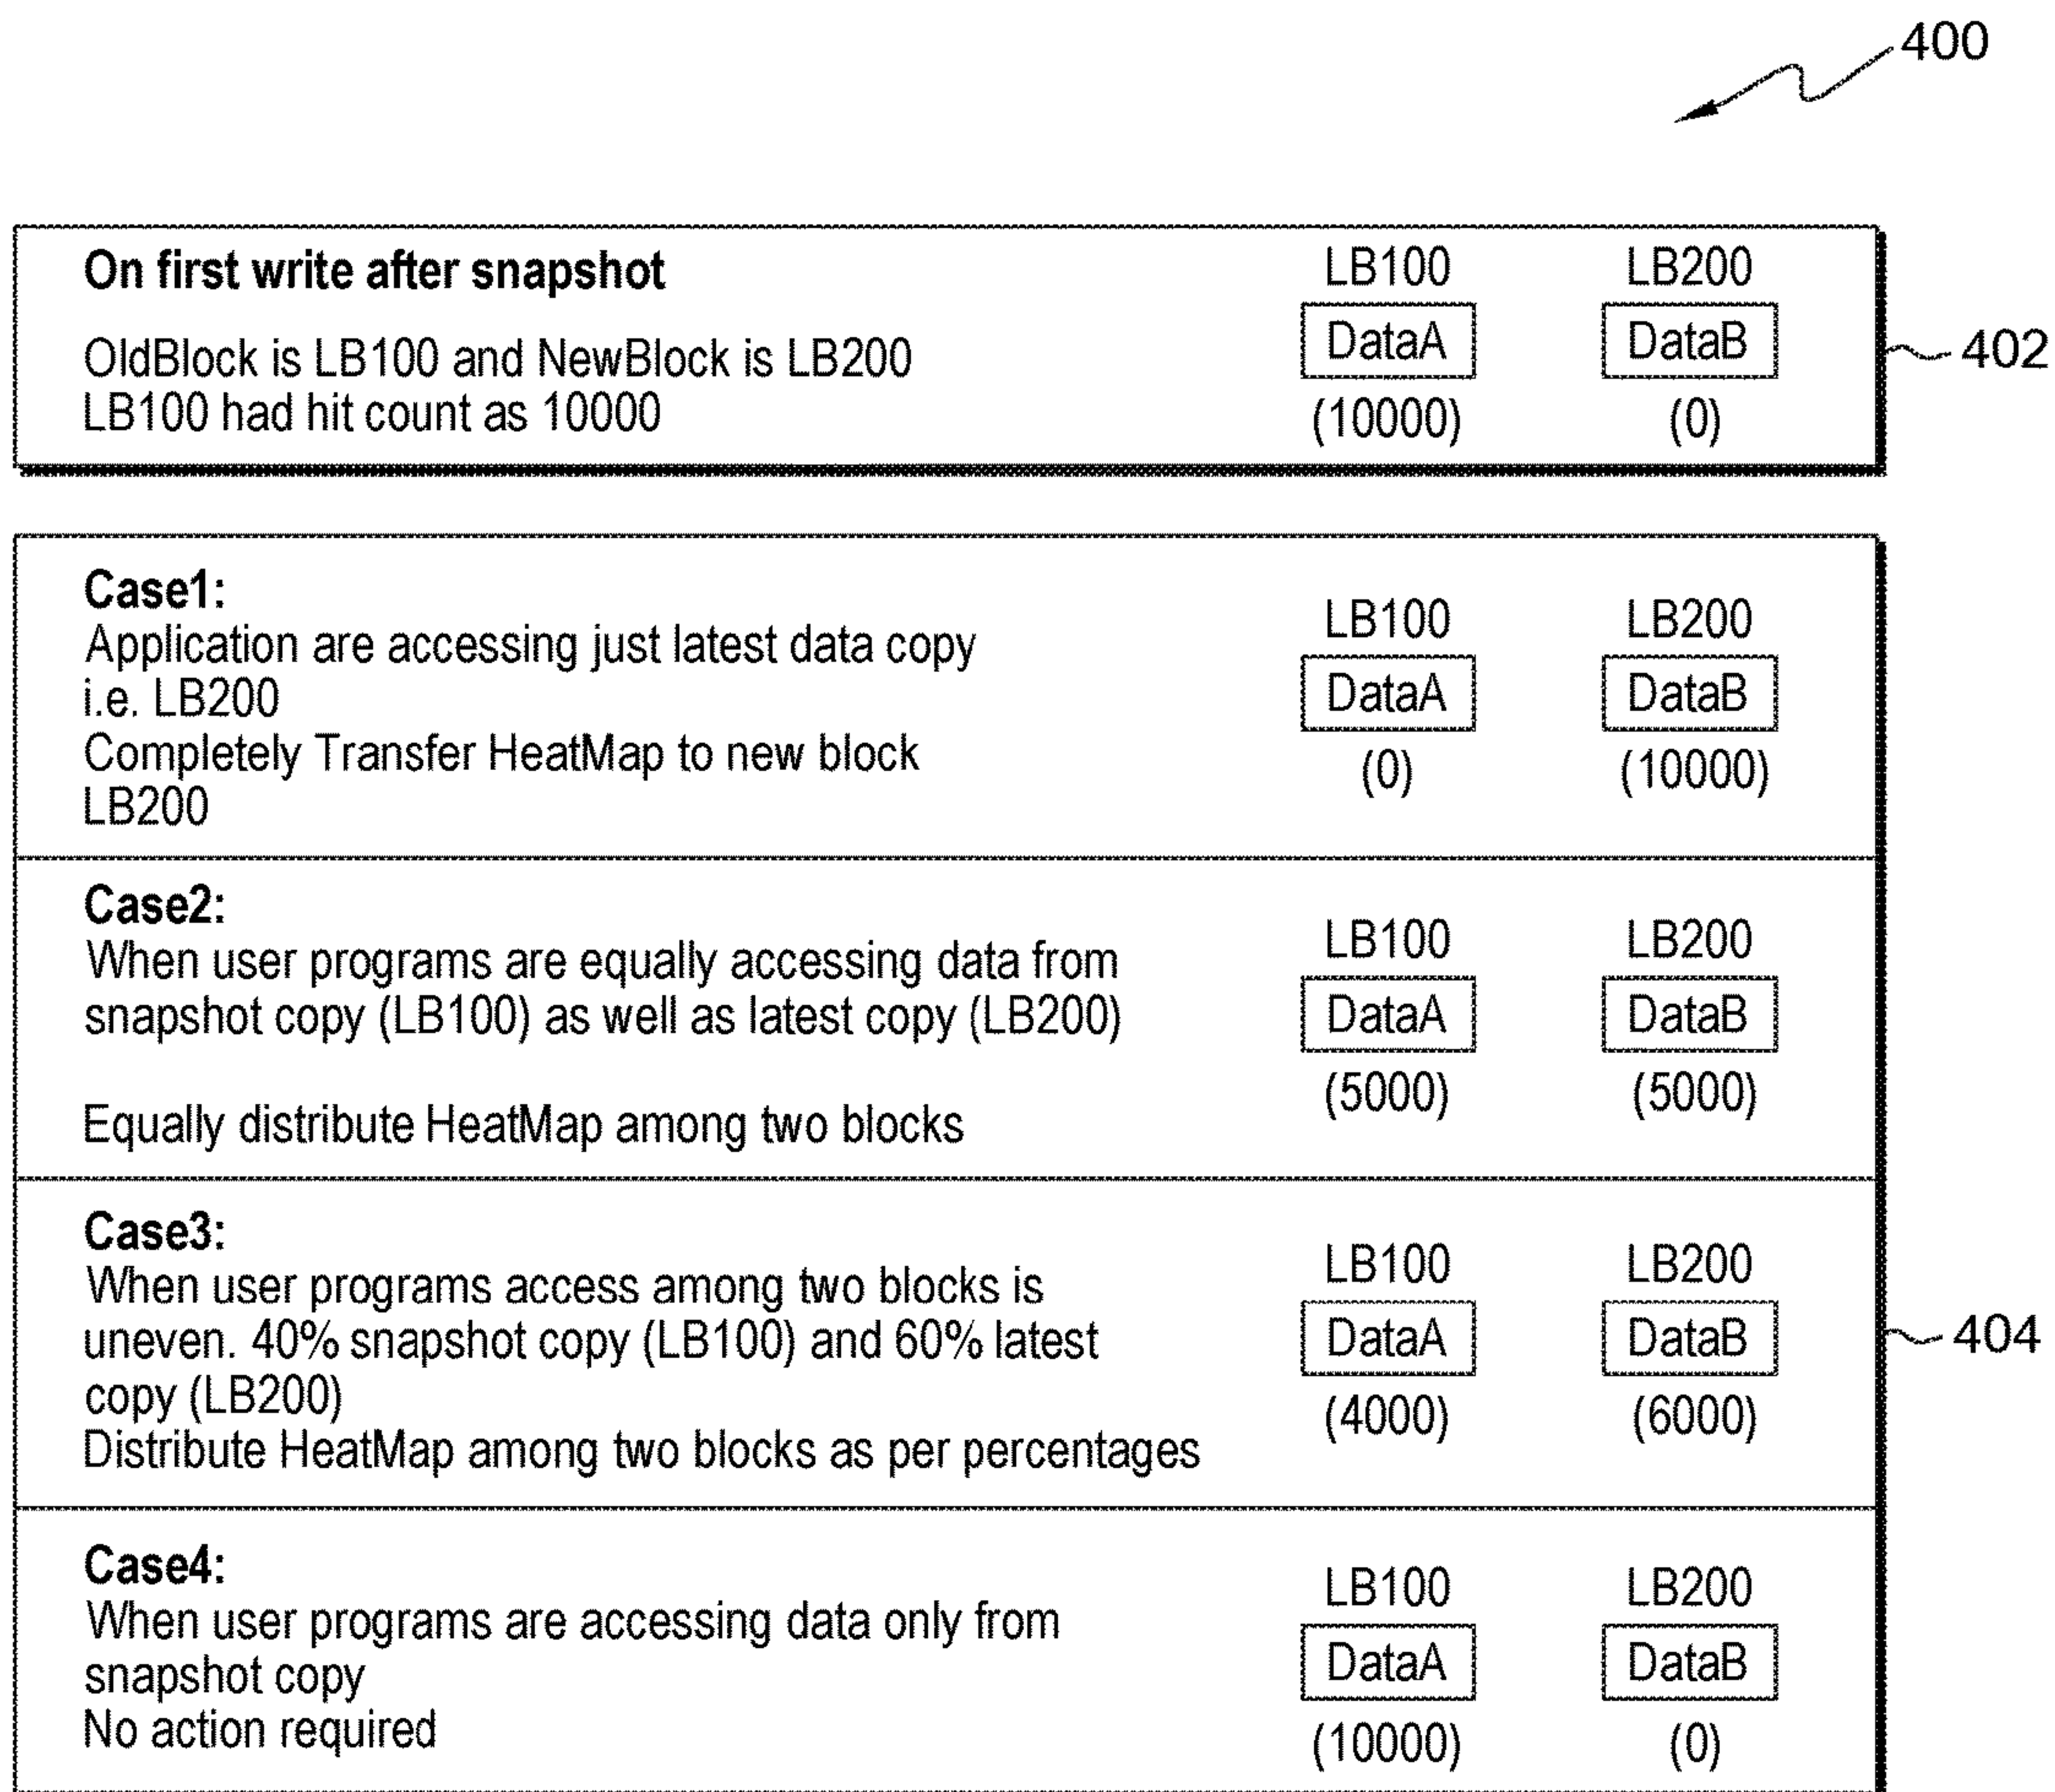 400
On first write after snapshot
OldBlock is LB100 and NewBlock is LB200
LB100 had hit count as 10000
LB100 LB200
DataA DataB
(10000) (0)
402
Case1:
Application are accessing just latest data copy
i.e. LB200
Completely Transfer HeatMap to new block
LB200
LB100 LB200
DataA DataB
(0) (10000)
Case2:
When user programs are equally accessing data from
snapshot copy (LB100) as well as latest copy (LB200)
Equally distribute HeatMap among two blocks
LB100 LB200
DataA DataB
(5000) (5000)
Case3:
When user programs access among two blocks is
uneven. 40% snapshot copy (LB100) and 60% latest
copy (LB200)
Distribute HeatMap among two blocks as per percentages
LB100 LB200
DataA DataB
(4000) (6000)
404
Case4:
When user programs are accessing data only from
snapshot copy
No action required
LB100 LB200
DataA DataB
(10000) (0)